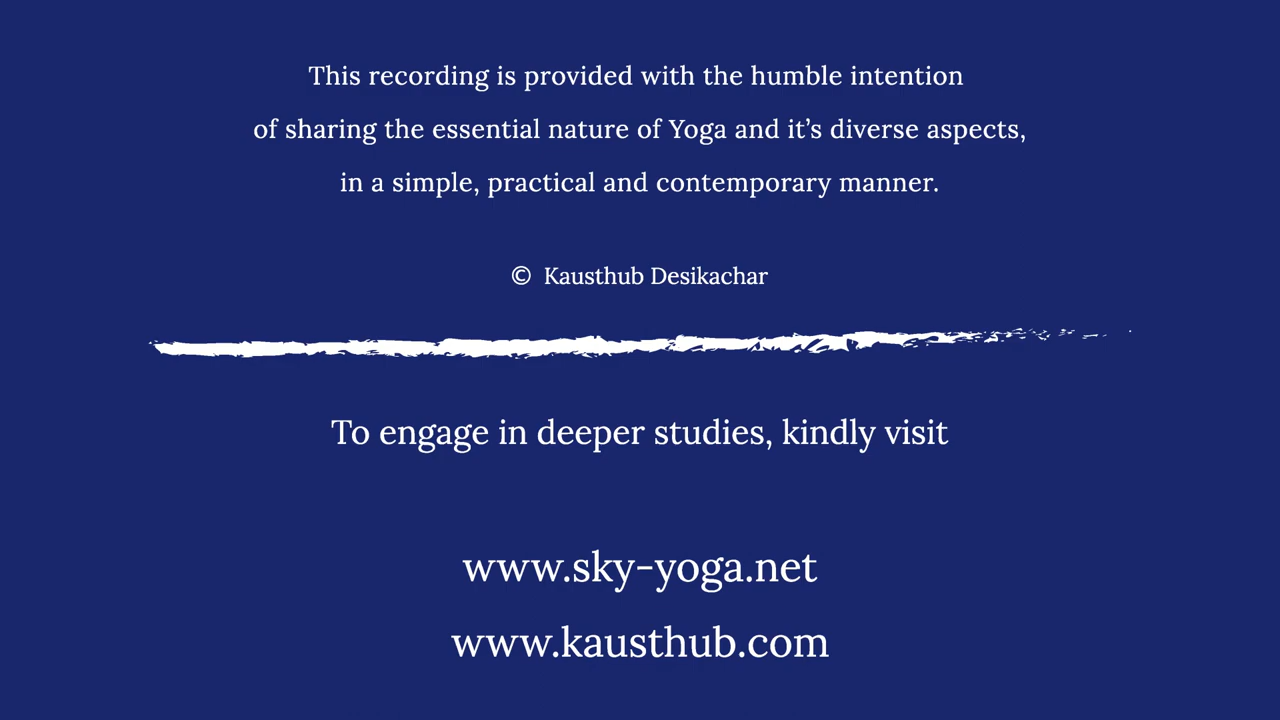 This recording is provided with the humble intention
of sharing the essential nature of Yoga and it’s diverse aspects,
in a simple, practical and contemporary manner.
© Kausthub Desikachar
To engage in deeper studies, kindly visit
www.sky-yoga.net
www.kausthub.com